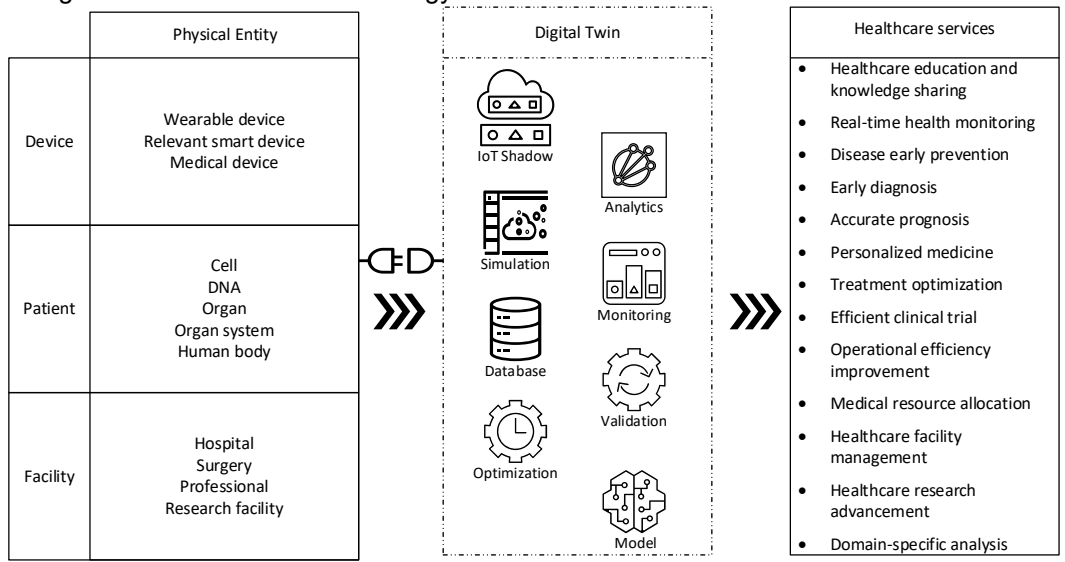 Physical Entity
Device
Wearable device
Relevant smart device
Medical device
Patient
Cell
DNA
Organ
Organ system
Human body
Facility
Hospital
Surgery
Professional
Research facility
Digital Twin
IoT Shadow
Analytics
Simulation
Monitoring
Database
Validation
Optimization
Model
Healthcare services
• Healthcare education and
knowledge sharing
• Real-time health monitoring
• Disease early prevention
• Early diagnosis
• Accurate prognosis
• Personalized medicine
• Treatment optimization
• Efficient clinical trial
• Operational efficiency
improvement
• Medical resource allocation
• Healthcare facility
management
• Healthcare research
advancement
• Domain-specific analysis